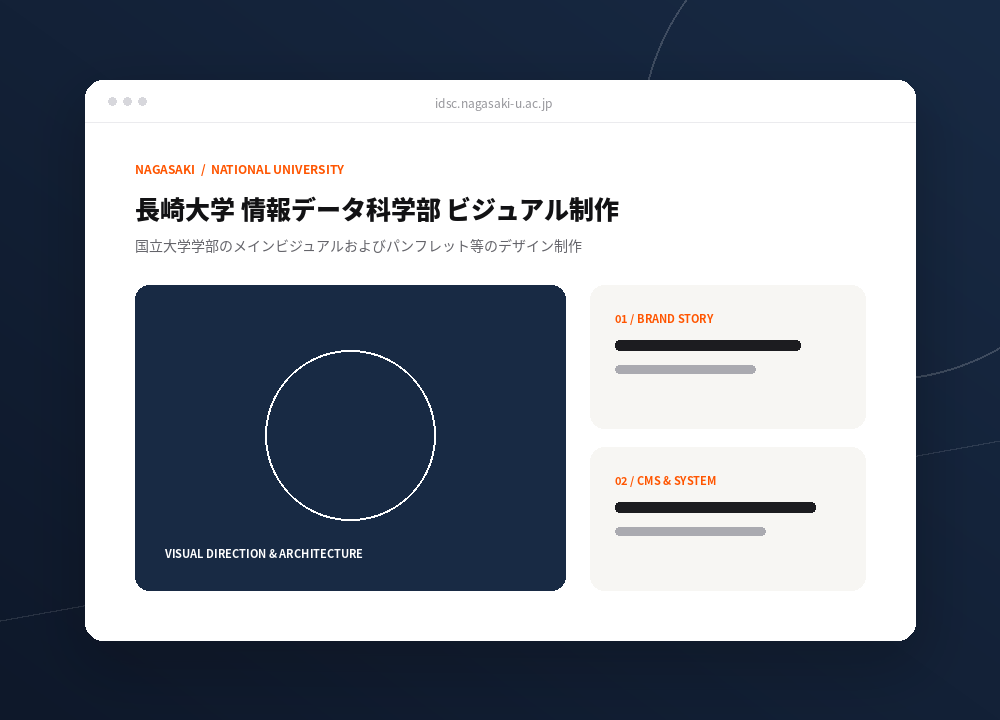 idsc.nagasaki-u.ac.jp
NAGASAKI / NATIONAL UNIVERSITY
長崎大学 情報データ科学部 ビジュアル制作
国立大学学部のメインビジュアルおよびパンフレット等のデザイン制作
VISUAL DIRECTION & ARCHITECTURE
01 / BRAND STORY
02 / CMS & SYSTEM